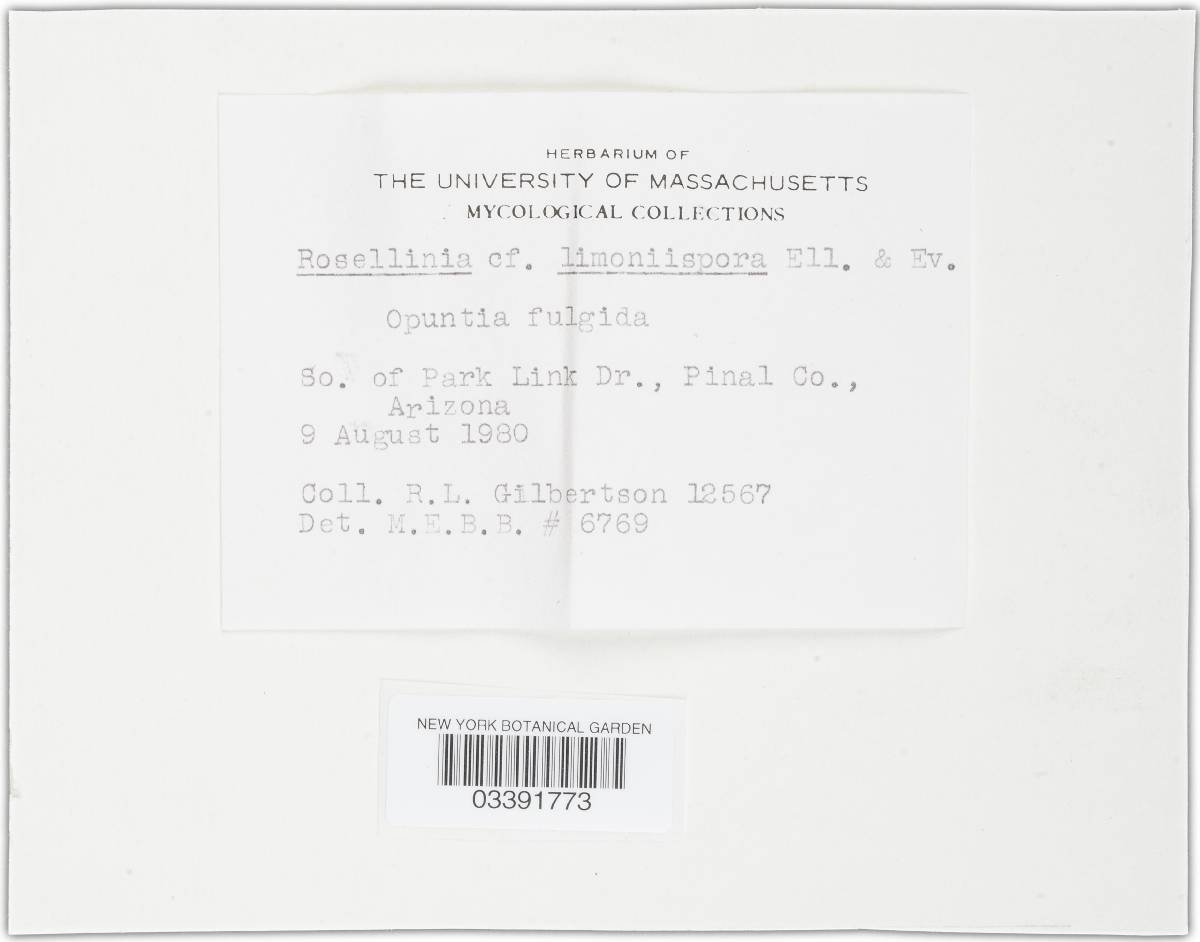 HERBARIUM OF
THE UNIVERSITY OF MASSACHUSETTS
MYCOLOGICAL COLLECTIONS
Rosellinia cf. limoniispora Ell. & Ev.
Opuntia fulgida
So. of Park Link Dr., Pinal Co.,
Arizona
9 August 1980
Coll. R.L. Gilbertson 12567
Det. M.E.B.B. # 6769
NEW YORK BOTANICAL GARDEN
03391773